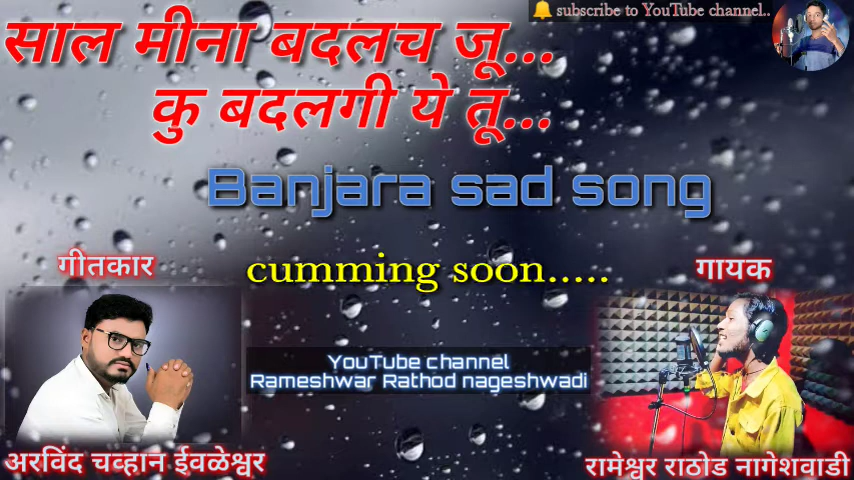 🔔 subscribe to YouTube channel..
साल मीना बदलच जू...
कु बदलगी ये तू...
Banjara sad song
गीतकार
cumming soon.....
गायक
YouTube channel
Rameshwar Rathod nageshwadi
अरविंद चव्हान ईवळेश्वर
रामेश्वर राठोड नागेशवाडी